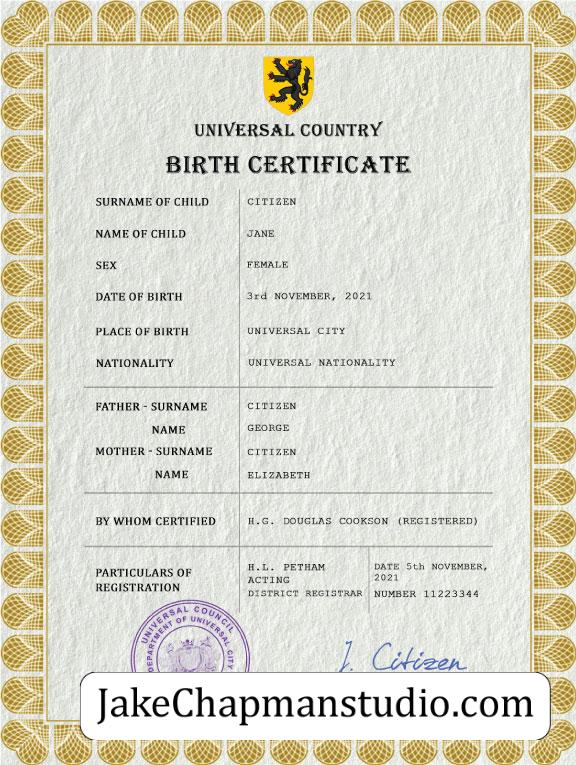 UNIVERSAL COUNTRY
BIRTH CERTIFICATE
SURNAME OF CHILD CITIZEN
NAME OF CHILD JANE
SEX FEMALE
DATE OF BIRTH 3rd NOVEMBER, 2021
PLACE OF BIRTH UNIVERSAL CITY
NATIONALITY UNIVERSAL NATIONALITY
FATHER - SURNAME CITIZEN
NAME GEORGE
MOTHER - SURNAME CITIZEN
NAME ELIZABETH
BY WHOM CERTIFIED H.G. DOUGLAS COOKSON (REGISTERED)
PARTICULARS OF
REGISTRATION
H.L. PETHAM
ACTING
DISTRICT REGISTRAR
DATE 5th NOVEMBER,
2021
NUMBER 11223344
UNIVERSAL COUNCIL
DEPARTMENT OF UNIVERSAL CITY
J. Citizen
JakeChapmanstudio.com